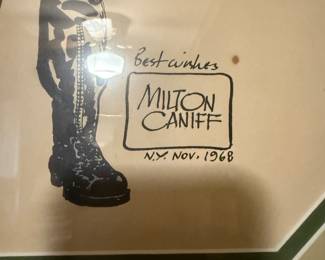 Best wishes
MILTON
CANIFF
N.Y. NOV. 1968